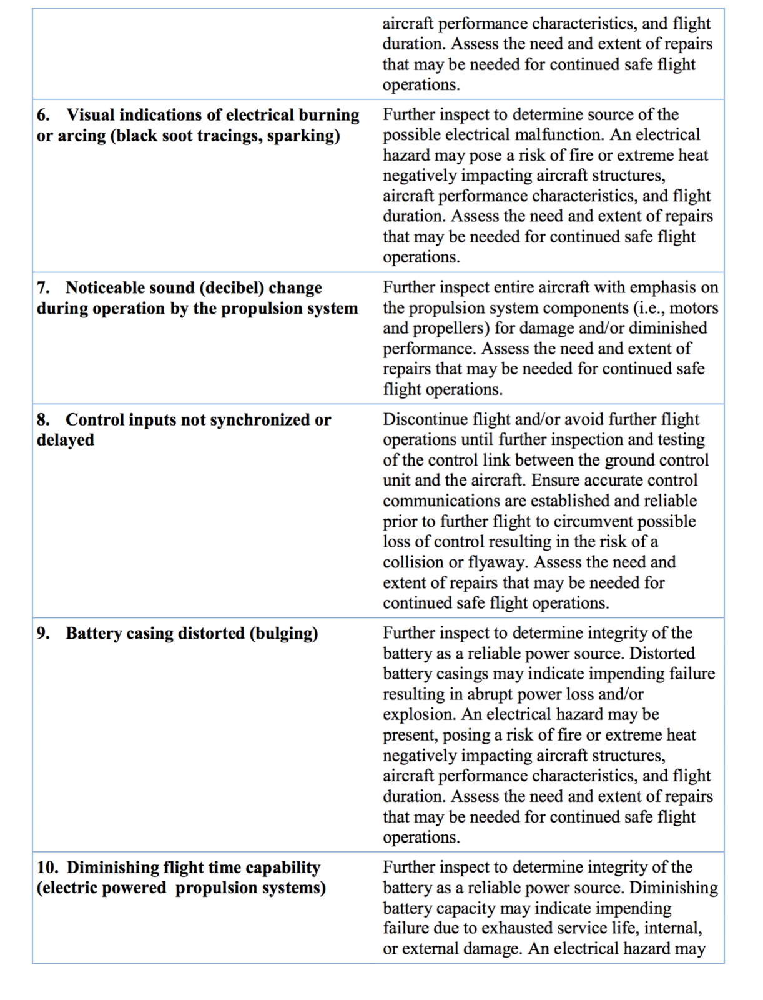 aircraft performance characteristics, and flight
duration. Assess the need and extent of repairs
that may be needed for continued safe flight
operations.
6. Visual indications of electrical burning
or arcing (black soot tracings, sparking)
Further inspect to determine source of the
possible electrical malfunction. An electrical
hazard may pose a risk of fire or extreme heat
negatively impacting aircraft structures,
aircraft performance characteristics, and flight
duration. Assess the need and extent of repairs
that may be needed for continued safe flight
operations.
7. Noticeable sound (decibel) change
during operation by the propulsion system
Further inspect entire aircraft with emphasis on
the propulsion system components (i.e., motors
and propellers) for damage and/or diminished
performance. Assess the need and extent of
repairs that may be needed for continued safe
flight operations.
8. Control inputs not synchronized or
delayed
Discontinue flight and/or avoid further flight
operations until further inspection and testing
of the control link between the ground control
unit and the aircraft. Ensure accurate control
communications are established and reliable
prior to further flight to circumvent possible
loss of control resulting in the risk of a
collision or flyaway. Assess the need and
extent of repairs that may be needed for
continued safe flight operations.
9. Battery casing distorted (bulging)
Further inspect to determine integrity of the
battery as a reliable power source. Distorted
battery casings may indicate impending failure
resulting in abrupt power loss and/or
explosion. An electrical hazard may be
present, posing a risk of fire or extreme heat
negatively impacting aircraft structures,
aircraft performance characteristics, and flight
duration. Assess the need and extent of repairs
that may be needed for continued safe flight
operations.
10. Diminishing flight time capability
(electric powered propulsion systems)
Further inspect to determine integrity of the
battery as a reliable power source. Diminishing
battery capacity may indicate impending
failure due to exhausted service life, internal,
or external damage. An electrical hazard may